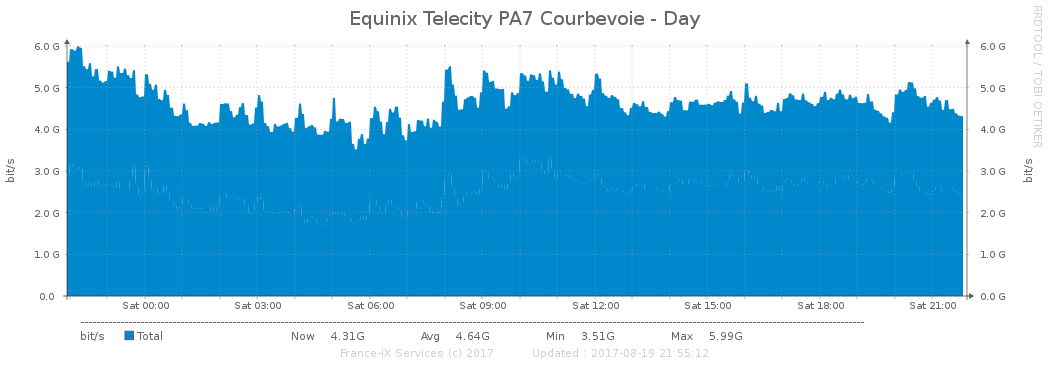 Equinix Telecity PA7 Courbevoie - Day
RRDTOOL / TOBI OETIKER
bit/s
6.0 G 6.0 G
5.0 G 5.0 G
4.0 G 4.0 G
3.0 G 3.0 G
2.0 G 2.0 G
1.0 G 1.0 G
0.0 0.0 G
bit/s
Sat 00:00 Sat 03:00 Sat 06:00 Sat 09:00 Sat 12:00 Sat 15:00 Sat 18:00 Sat 21:00
bit/s Total Now 4.31G Avg 4.64G Min 3.51G Max 5.99G
France-IX Services (c) 2017 Updated : 2017-08-19 21:55:12